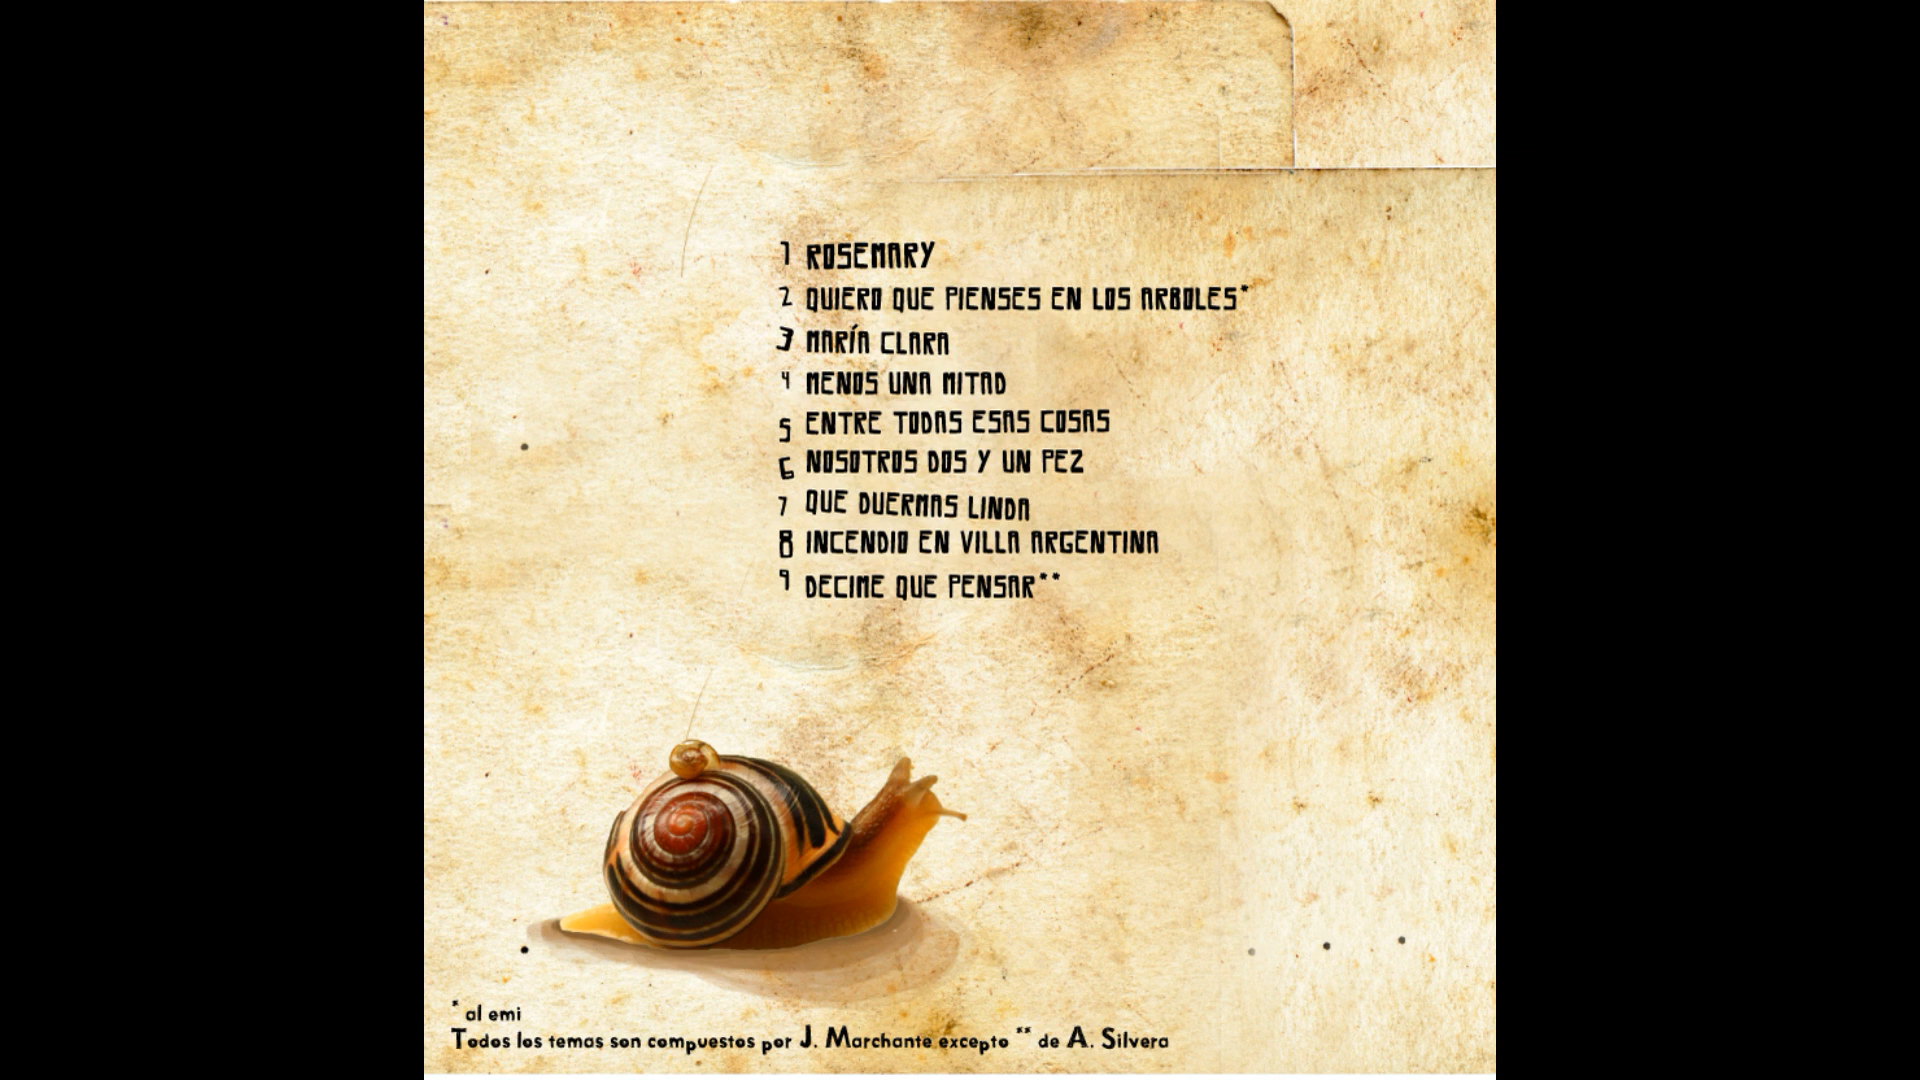 1 ROSEMARY
2 QUIERO QUE PIENSES EN LOS ARBOLES*
3 MARÍA CLARA
4 MENOS UNA MITAD
5 ENTRE TODAS ESAS COSAS
6 NOSOTROS DOS Y UN PEZ
7 QUE DUERMAS LINDA
8 INCENDIO EN VILLA ARGENTINA
9 DECIME QUE PENSAR**
* al emi
Todos los temas son compuestos por J. Marchante excepto ** de A. Silvera